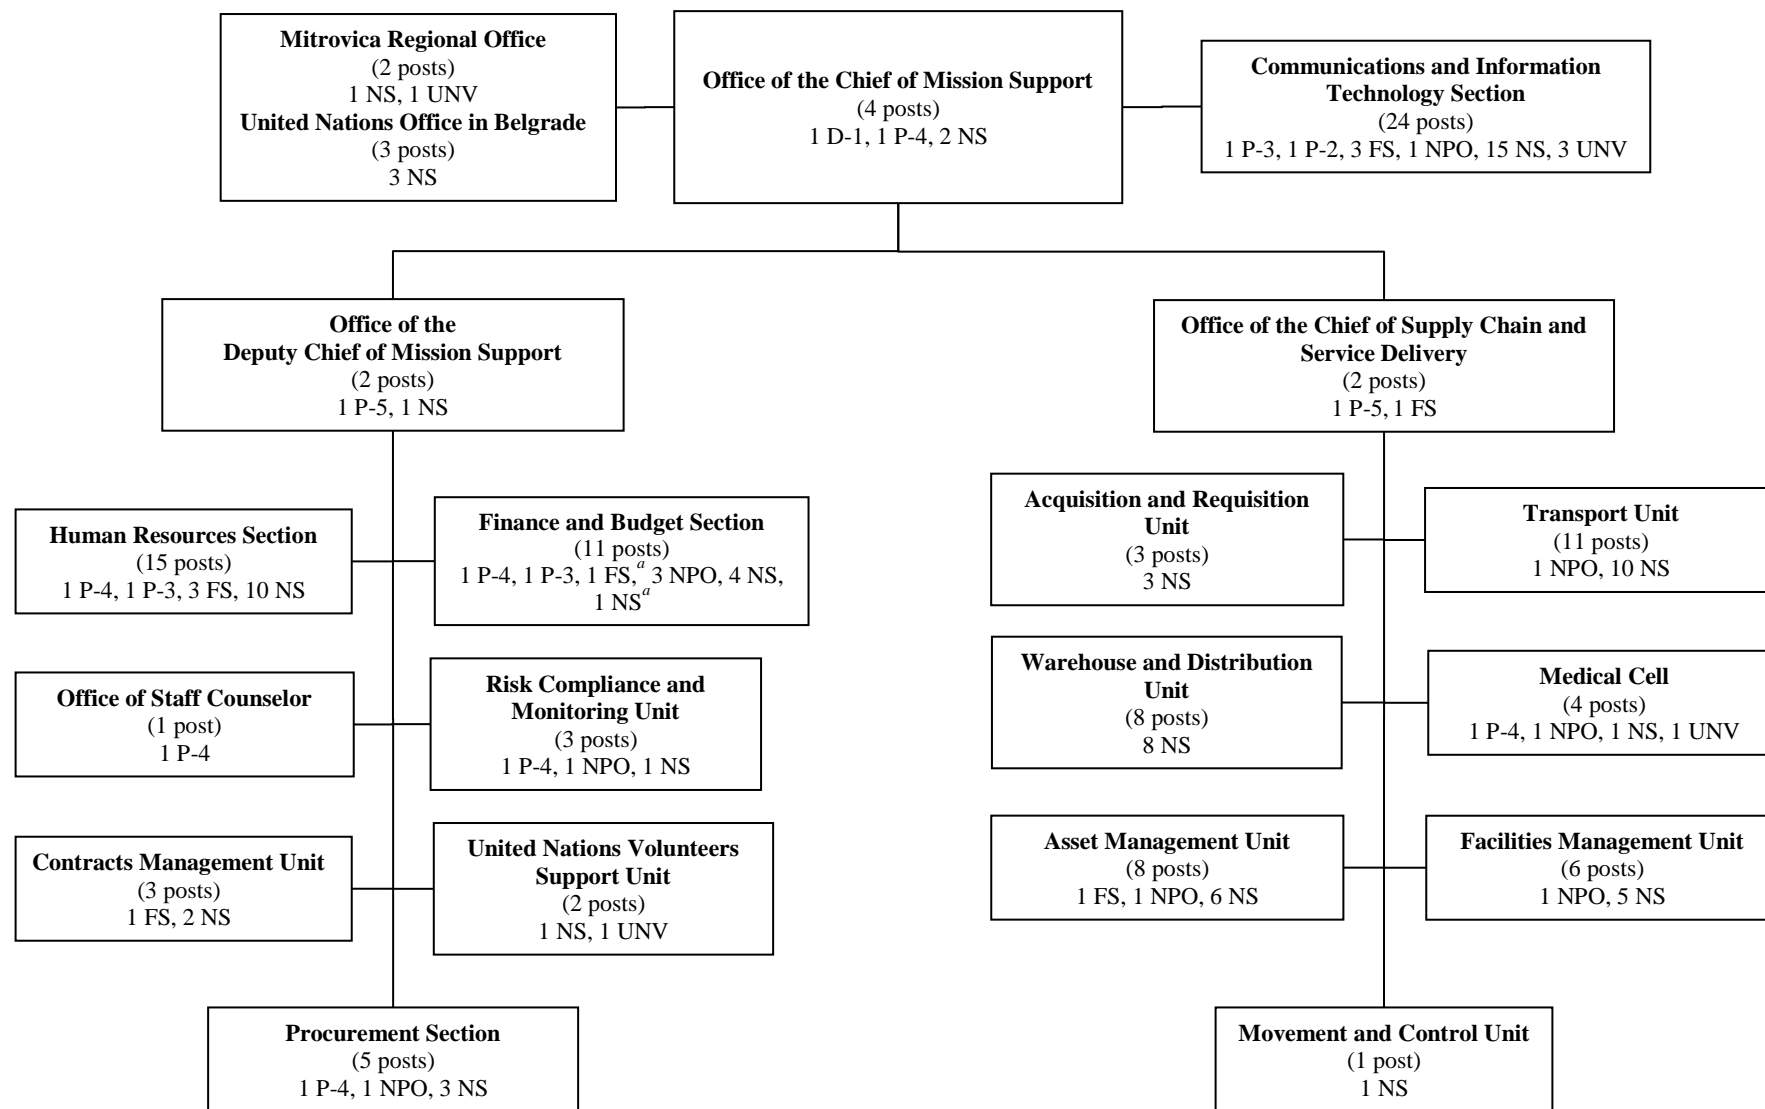 Mitrovica Regional Office
(2 posts)
1 NS, 1 UNV
United Nations Office in Belgrade
(3 posts)
3 NS
Office of the Chief of Mission Support
(4 posts)
1 D-1, 1 P-4, 2 NS
Communications and Information
Technology Section
(24 posts)
1 P-3, 1 P-2, 3 FS, 1 NPO, 15 NS, 3 UNV
Office of the
Deputy Chief of Mission Support
(2 posts)
1 P-5, 1 NS
Office of the Chief of Supply Chain and
Service Delivery
(2 posts)
1 P-5, 1 FS
Human Resources Section
(15 posts)
1 P-4, 1 P-3, 3 FS, 10 NS
Finance and Budget Section
(11 posts)
1 P-4, 1 P-3, 1 FS,a 3 NPO, 4 NS,
1 NSa
Acquisition and Requisition
Unit
(3 posts)
3 NS
Transport Unit
(11 posts)
1 NPO, 10 NS
Office of Staff Counselor
(1 post)
1 P-4
Risk Compliance and
Monitoring Unit
(3 posts)
1 P-4, 1 NPO, 1 NS
Warehouse and Distribution
Unit
(8 posts)
8 NS
Medical Cell
(4 posts)
1 P-4, 1 NPO, 1 NS, 1 UNV
Contracts Management Unit
(3 posts)
1 FS, 2 NS
United Nations Volunteers
Support Unit
(2 posts)
1 NS, 1 UNV
Asset Management Unit
(8 posts)
1 FS, 1 NPO, 6 NS
Facilities Management Unit
(6 posts)
1 NPO, 5 NS
Procurement Section
(5 posts)
1 P-4, 1 NPO, 3 NS
Movement and Control Unit
(1 post)
1 NS